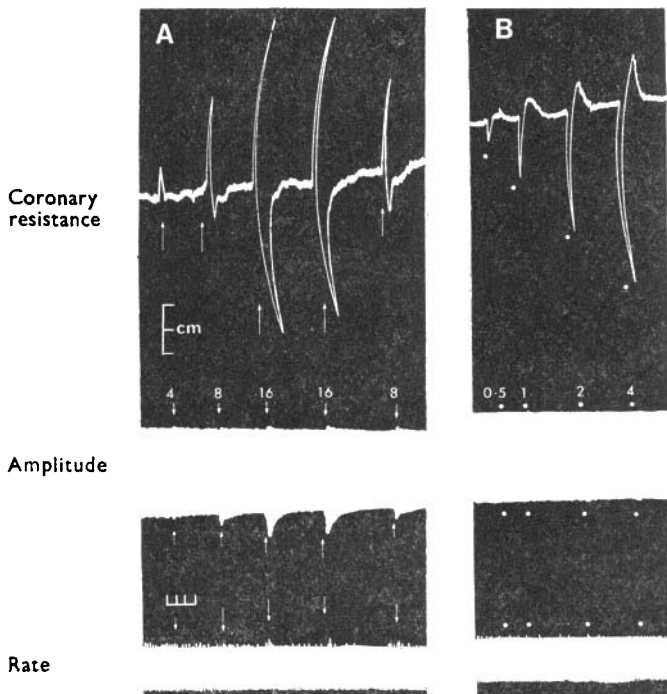 A
B
Coronary
resistance
cm
4 8 16 16 8
0·5 1 2 4
Amplitude
Rate